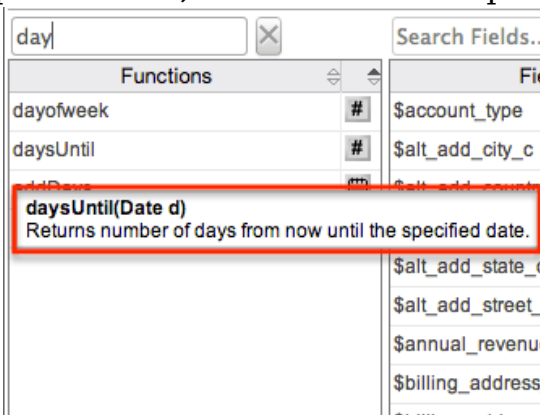 day
Search Fields..
Functions
dayofweek
#
$account_type
daysUntil
#
$alt_add_city_c
daysUntil(Date d)
Returns number of days from now until the specified date.
$alt_add_state_
$alt_add_street_
$annual_revenu
$billing_address